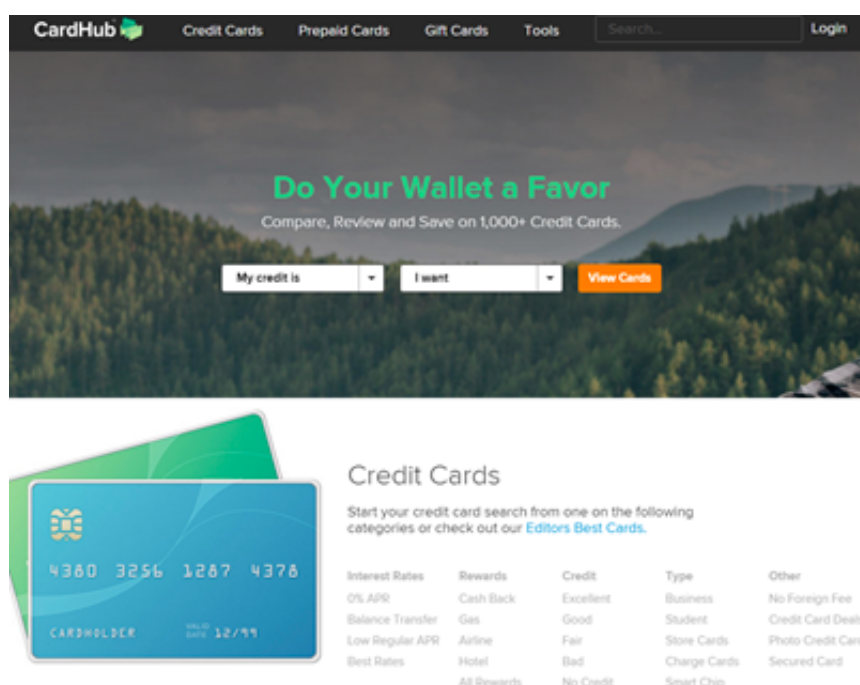 CardHub
Credit Cards
Prepaid Cards
Gift Cards
Tools
Search...
Login
Do Your Wallet a Favor
Compare, Review and Save on 1,000+ Credit Cards.
My credit is
I want
View Cards
4380 3256 1287 4378
VALID
DATE 12/99
CARDHOLDER
Credit Cards
Start your credit card search from one on the following
categories or check out our Editors Best Cards.
Interest Rates Rewards Credit Type Other
0% APR Cash Back Excellent Business No Foreign Fee
Balance Transfer Gas Good Student Credit Card Deals
Low Regular APR Airline Fair Store Cards Photo Credit Card
Best Rates Hotel Bad Charge Cards Secured Card
All Rewards No Credit Smart Chip